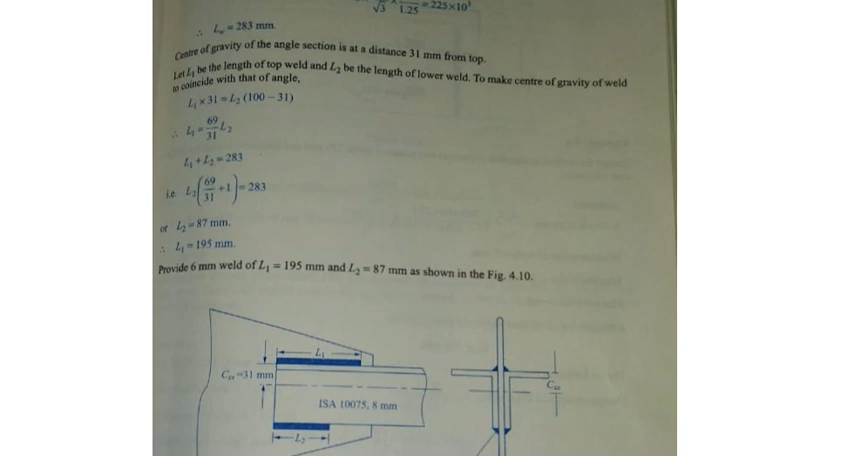 √3 × 1.25 = 225×10³
∴ Lw = 283 mm.
Centre of gravity of the angle section is at a distance 31 mm from top.
Let L₁ be the length of top weld and L₂ be the length of lower weld. To make centre of gravity of weld
to coincide with that of angle,
L₁ × 31 = L₂ (100 – 31)
∴ L₁ = 69/31 L₂
L₁ + L₂ = 283
i.e. L₂(69/31 + 1) = 283
or L₂ = 87 mm.
∴ L₁ = 195 mm.
Provide 6 mm weld of L₁ = 195 mm and L₂ = 87 mm as shown in the Fig. 4.10.
L₁
Cxx =31 mm
Cxx
ISA 10075, 8 mm
L₂